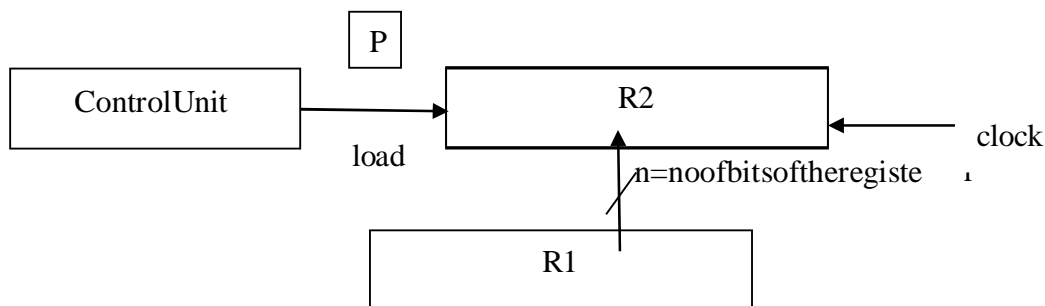 P
ControlUnit
R2
load
clock
n=noofbitsoftheregiste
R1